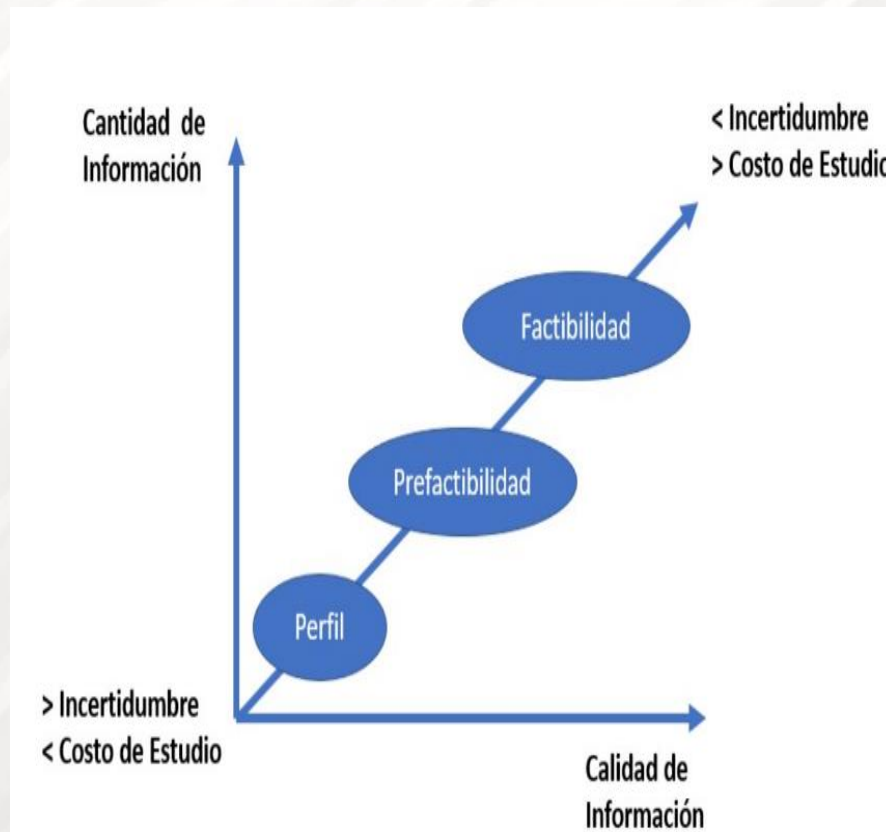 Cantidad de
Información
< Incertidumbre
> Costo de Estudio
Factibilidad
Prefactibilidad
Perfil
> Incertidumbre
< Costo de Estudio
Calidad de
Información